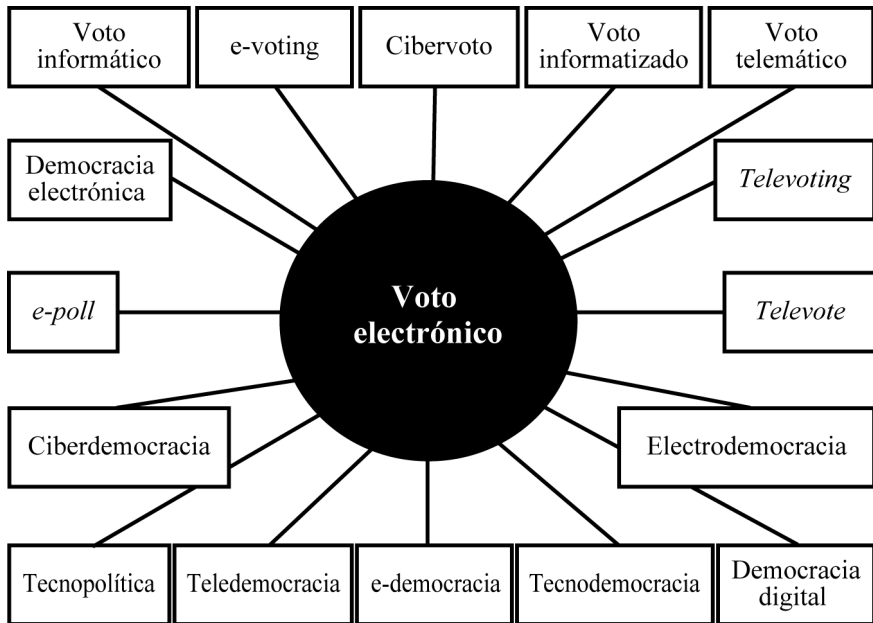 Voto
informático
e-voting
Cibervoto
Voto
informatizado
Voto
telemático
Democracia
electrónica
Televoting
e-poll
Voto
electrónico
Televote
Ciberdemocracia
Electrodemocracia
Tecnopolítica
Teledemocracia
e-democracia
Tecnodemocracia
Democracia
digital